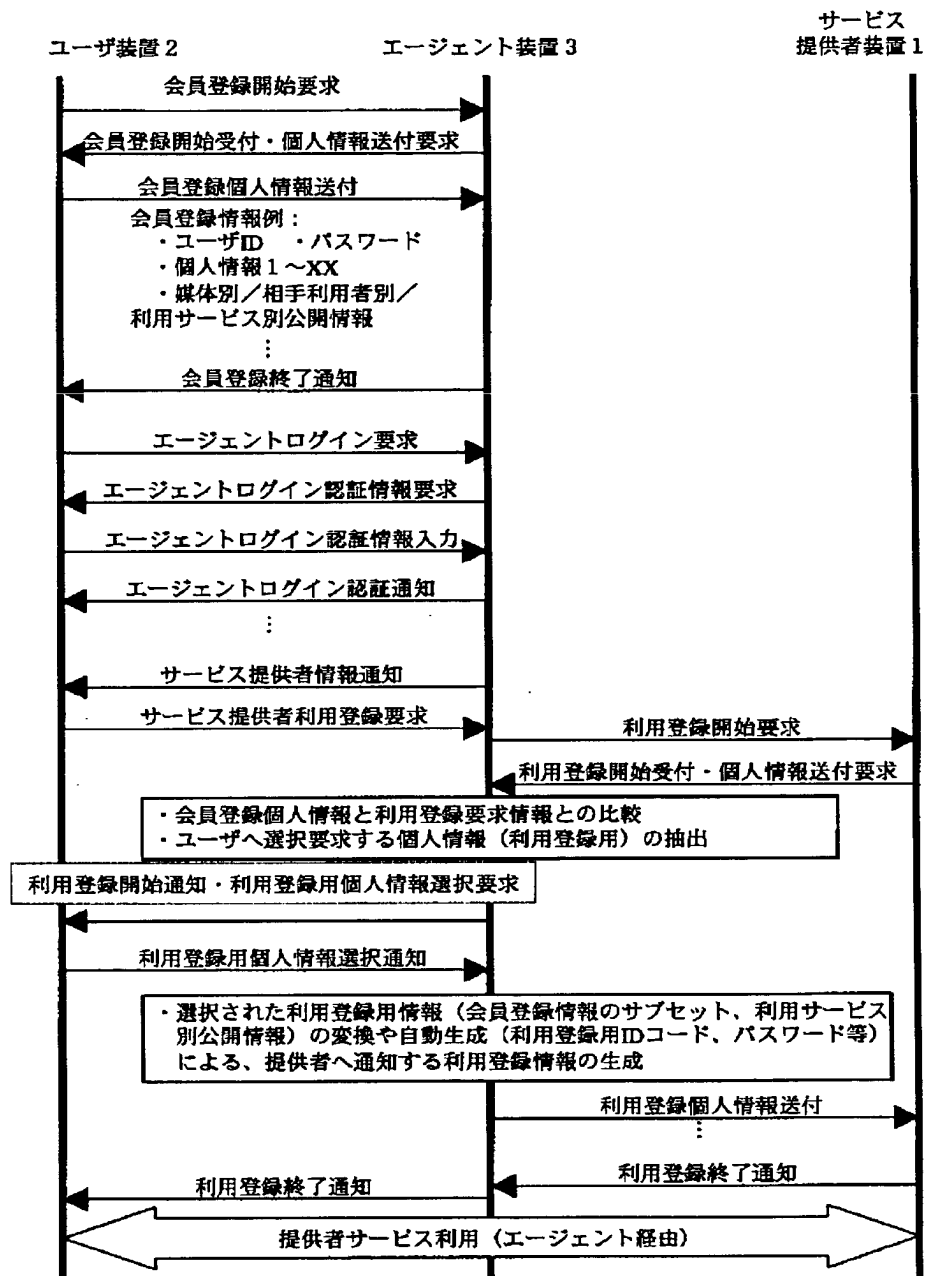 サービス
ユーザ装置2 エージェント装置3 提供者装置1
会員登録開始要求
会員登録開始受付・個人情報送付要求
会員登録個人情報送付
会員登録情報例：
・ユーザID ・パスワード
・個人情報1～XX
・媒体別／相手利用者別／
利用サービス別公開情報
⋮
会員登録終了通知
エージェントログイン要求
エージェントログイン認証情報要求
エージェントログイン認証情報入力
エージェントログイン認証通知
⋮
サービス提供者情報通知
サービス提供者利用登録要求
利用登録開始要求
利用登録開始受付・個人情報送付要求
・会員登録個人情報と利用登録要求情報との比較
・ユーザへ選択要求する個人情報（利用登録用）の抽出
利用登録開始通知・利用登録用個人情報選択要求
利用登録用個人情報選択通知
・選択された利用登録用情報（会員登録情報のサブセット、利用サービス
別公開情報）の変換や自動生成（利用登録用IDコード、パスワード等）
による、提供者へ通知する利用登録情報の生成
利用登録個人情報送付
⋮
利用登録終了通知
利用登録終了通知
提供者サービス利用（エージェント経由）